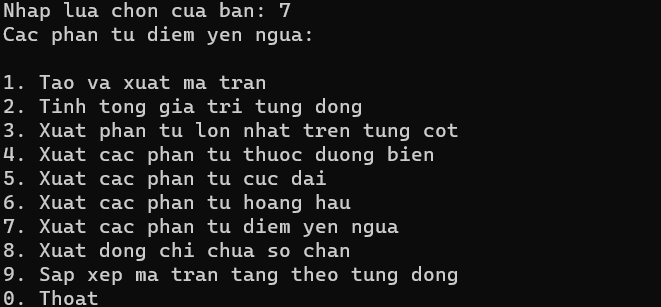 Nhap lua chon cua ban: 7
Cac phan tu diem yen ngua:
1. Tao va xuat ma tran
2. Tinh tong gia tri tung dong
3. Xuat phan tu lon nhat tren tung cot
4. Xuat cac phan tu thuoc duong bien
5. Xuat cac phan tu cuc dai
6. Xuat cac phan tu hoang hau
7. Xuat cac phan tu diem yen ngua
8. Xuat dong chi chua so chan
9. Sap xep ma tran tang theo tung dong
0. Thoat